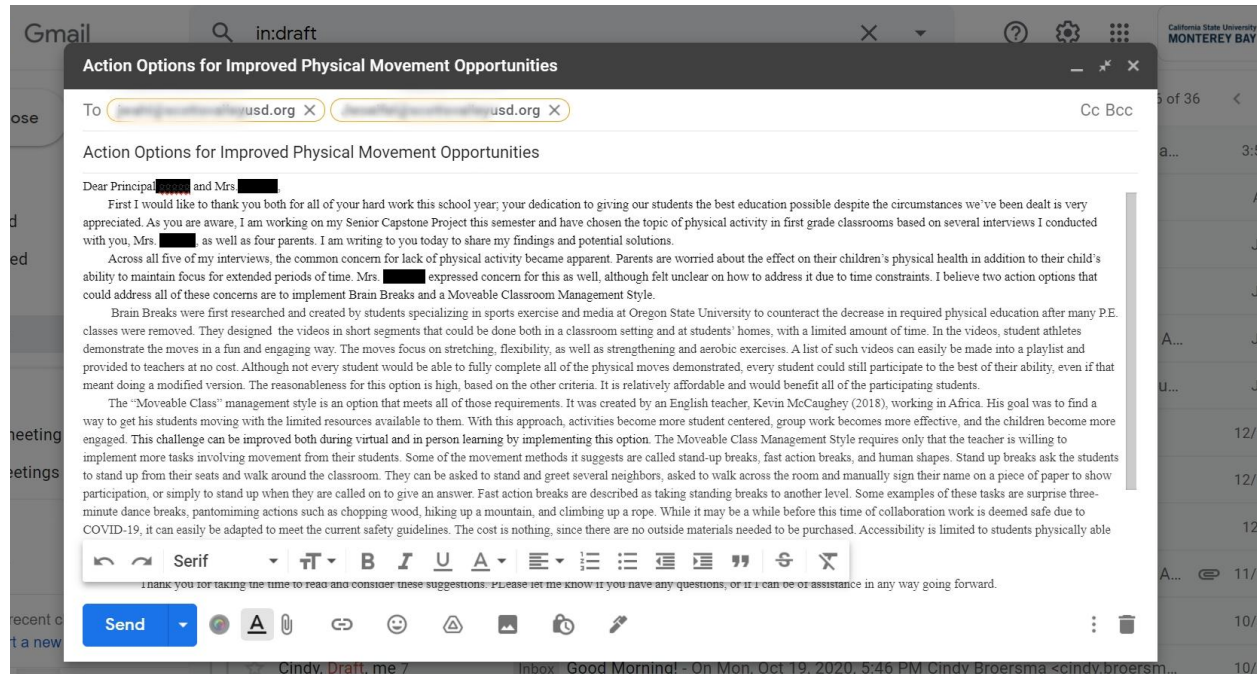 Gmail
in:draft
California State University
MONTEREY BAY
Action Options for Improved Physical Movement Opportunities
To usd.org usd.org Cc Bcc
of 36
ose
Action Options for Improved Physical Movement Opportunities
a... 3:5
Dear Principal and Mrs. ,
First I would like to thank you both for all of your hard work this school year; your dedication to giving our students the best education possible despite the circumstances we've been dealt is very
appreciated. As you are aware, I am working on my Senior Capstone Project this semester and have chosen the topic of physical activity in first grade classrooms based on several interviews I conducted
with you, Mrs. , as well as four parents. I am writing to you today to share my findings and potential solutions.
Across all five of my interviews, the common concern for lack of physical activity became apparent. Parents are worried about the effect on their children's physical health in addition to their child's
ability to maintain focus for extended periods of time. Mrs. expressed concern for this as well, although felt unclear on how to address it due to time constraints. I believe two action options that
could address all of these concerns are to implement Brain Breaks and a Moveable Classroom Management Style.
Brain Breaks were first researched and created by students specializing in sports exercise and media at Oregon State University to counteract the decrease in required physical education after many P.E.
classes were removed. They designed the videos in short segments that could be done both in a classroom setting and at students' homes, with a limited amount of time. In the videos, student athletes
demonstrate the moves in a fun and engaging way. The moves focus on stretching, flexibility, as well as strengthening and aerobic exercises. A list of such videos can easily be made into a playlist and
provided to teachers at no cost. Although not every student would be able to fully complete all of the physical moves demonstrated, every student could still participate to the best of their ability, even if that
meant doing a modified version. The reasonableness for this option is high, based on the other criteria. It is relatively affordable and would benefit all of the participating students.
The “Moveable Class” management style is an option that meets all of those requirements. It was created by an English teacher, Kevin McCaughey (2018), working in Africa. His goal was to find a
way to get his students moving with the limited resources available to them. With this approach, activities become more student centered, group work becomes more effective, and the children become more
engaged. This challenge can be improved both during virtual and in person learning by implementing this option. The Moveable Class Management Style requires only that the teacher is willing to
implement more tasks involving movement from their students. Some of the movement methods it suggests are called stand-up breaks, fast action breaks, and human shapes. Stand up breaks ask the students
to stand up from their seats and walk around the classroom. They can be asked to stand and greet several neighbors, asked to walk across the room and manually sign their name on a piece of paper to show
participation, or simply to stand up when they are called on to give an answer. Fast action breaks are described as taking standing breaks to another level. Some examples of these tasks are surprise three-
minute dance breaks, pantomiming actions such as chopping wood, hiking up a mountain, and climbing up a rope. While it may be a while before this time of collaboration work is deemed safe due to
COVID-19, it can easily be adapted to meet the current safety guidelines. The cost is nothing, since there are no outside materials needed to be purchased. Accessibility is limited to students physically able
Serif
Thank you for taking the time to read and consider these suggestions. PLease let me know if you have any questions, or if I can be of assistance in any way going forward.
Send
d
ed
A...
u...
neeting 12/
eetings 12/
12
A... 11/
recent c 10/
t a new
Cindy, Draft, me 7 Inbox Good Morning! - On Mon, Oct 19, 2020, 5:46 PM Cindy Broersma <cindy.broersm... 10/